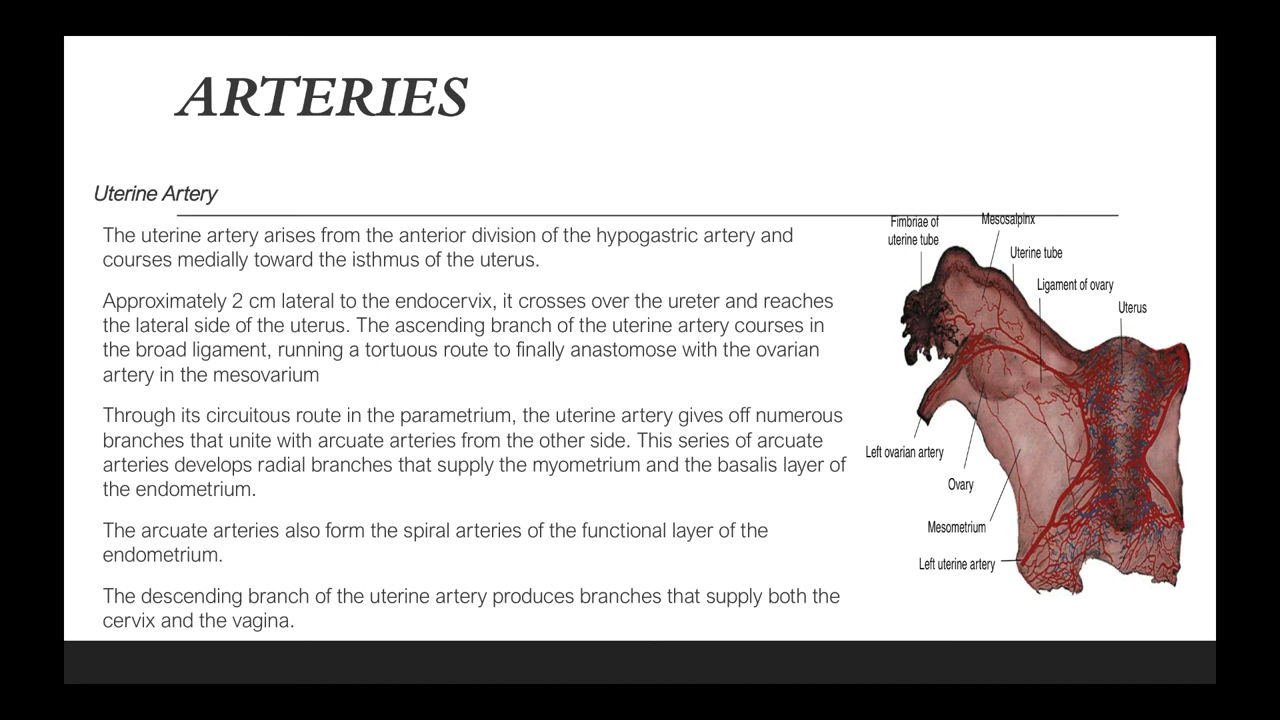 ARTERIES
Uterine Artery
The uterine artery arises from the anterior division of the hypogastric artery and
courses medially toward the isthmus of the uterus.
Approximately 2 cm lateral to the endocervix, it crosses over the ureter and reaches
the lateral side of the uterus. The ascending branch of the uterine artery courses in
the broad ligament, running a tortuous route to finally anastomose with the ovarian
artery in the mesovarium
Through its circuitous route in the parametrium, the uterine artery gives off numerous
branches that unite with arcuate arteries from the other side. This series of arcuate
arteries develops radial branches that supply the myometrium and the basalis layer of
the endometrium.
The arcuate arteries also form the spiral arteries of the functional layer of the
endometrium.
The descending branch of the uterine artery produces branches that supply both the
cervix and the vagina.
Fimbriae of
uterine tube
Mesosalpinx
Uterine tube
Ligament of ovary
Uterus
Left ovarian artery
Ovary
Mesometrium
Left uterine artery